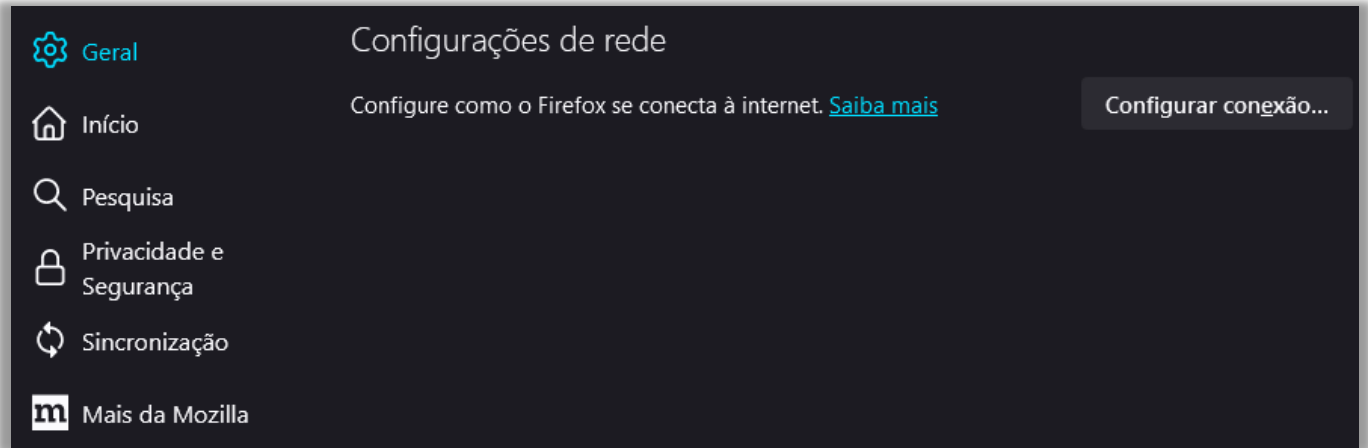 Geral
Início
Pesquisa
Privacidade e
Segurança
Sincronização
m Mais da Mozilla
Configurações de rede
Configure como o Firefox se conecta à internet. Saiba mais
Configurar conexão...